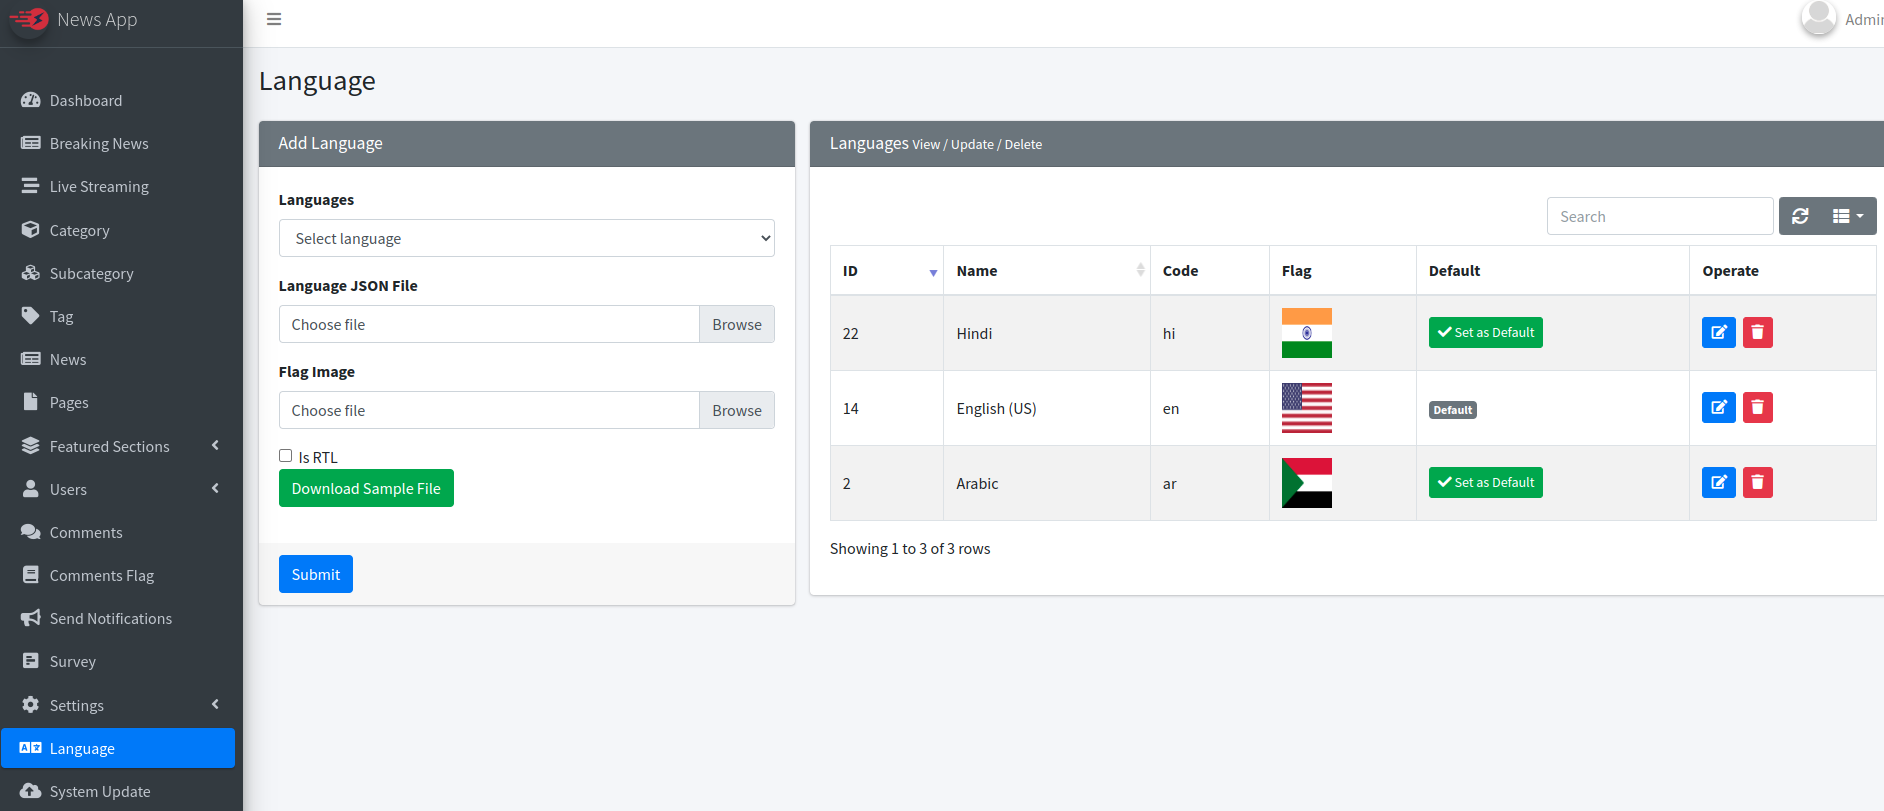 News App
Admin
Dashboard
Breaking News
Live Streaming
Category
Subcategory
Tag
News
Pages
Featured Sections
Users
Comments
Comments Flag
Send Notifications
Survey
Settings
Language
System Update
Language
Add Language
Languages
Select language
Language JSON File
Choose file Browse
Flag Image
Choose file Browse
Is RTL
Download Sample File
Submit
Languages View / Update / Delete
Search
ID Name Code Flag Default Operate
22 Hindi hi Set as Default
14 English (US) en Default
2 Arabic ar Set as Default
Showing 1 to 3 of 3 rows